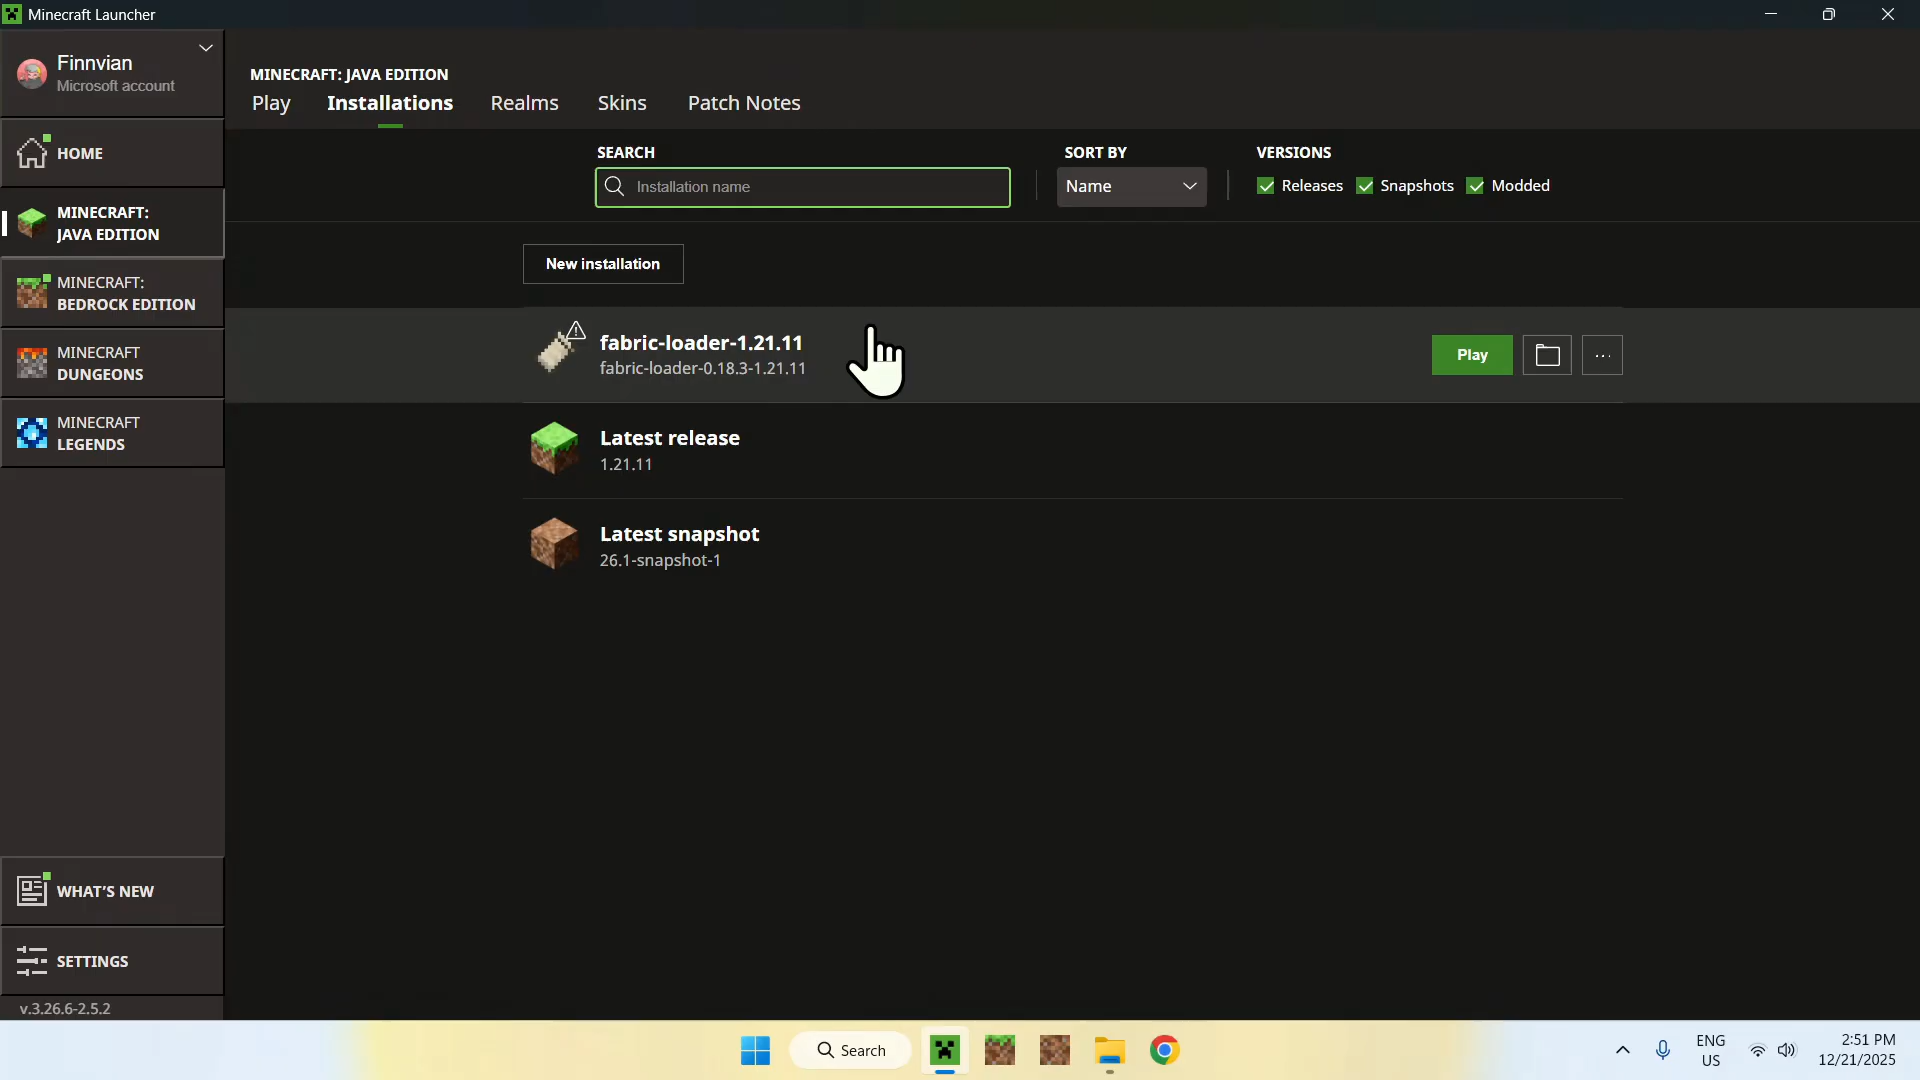 Minecraft Launcher
Finnvian
Microsoft account
HOME
MINECRAFT:
JAVA EDITION
MINECRAFT:
BEDROCK EDITION
MINECRAFT
DUNGEONS
MINECRAFT
LEGENDS
WHAT'S NEW
SETTINGS
v.3.26.6-2.5.2
MINECRAFT: JAVA EDITION
Play Installations Realms Skins Patch Notes
SEARCH SORT BY VERSIONS
Installation name Name Releases Snapshots Modded
New installation
fabric-loader-1.21.11
fabric-loader-0.18.3-1.21.11
Play ...
Latest release
1.21.11
Latest snapshot
26.1-snapshot-1
Search
ENG
US
2:51 PM
12/21/2025